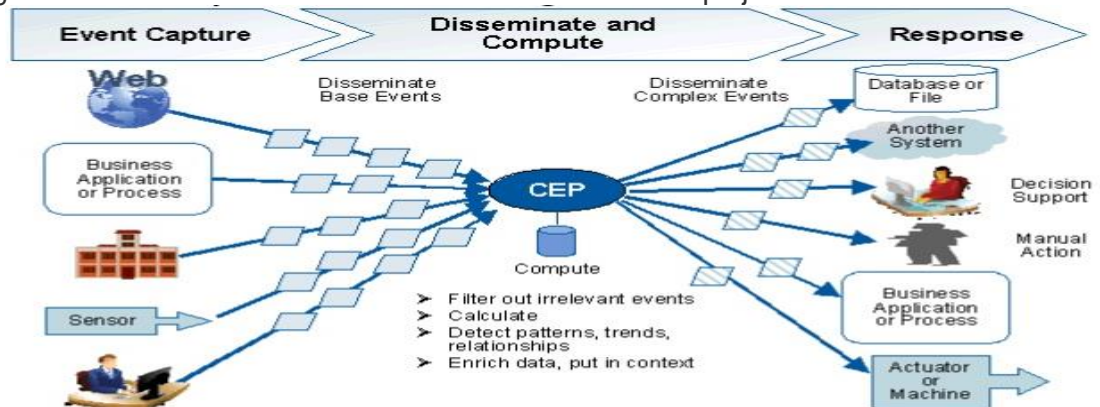 Event Capture
Disseminate and
Compute
Response
Web
Disseminate
Base Events
Disseminate
Complex Events
Database or
File
Another
System
Business
Application
or Process
CEP
Decision
Support
Compute
Manual
Action
➤ Filter out irrelevant events
➤ Calculate
➤ Detect patterns, trends,
relationships
➤ Enrich data, put in context
Sensor
Business
Application
or Process
Actuator
or
Machine